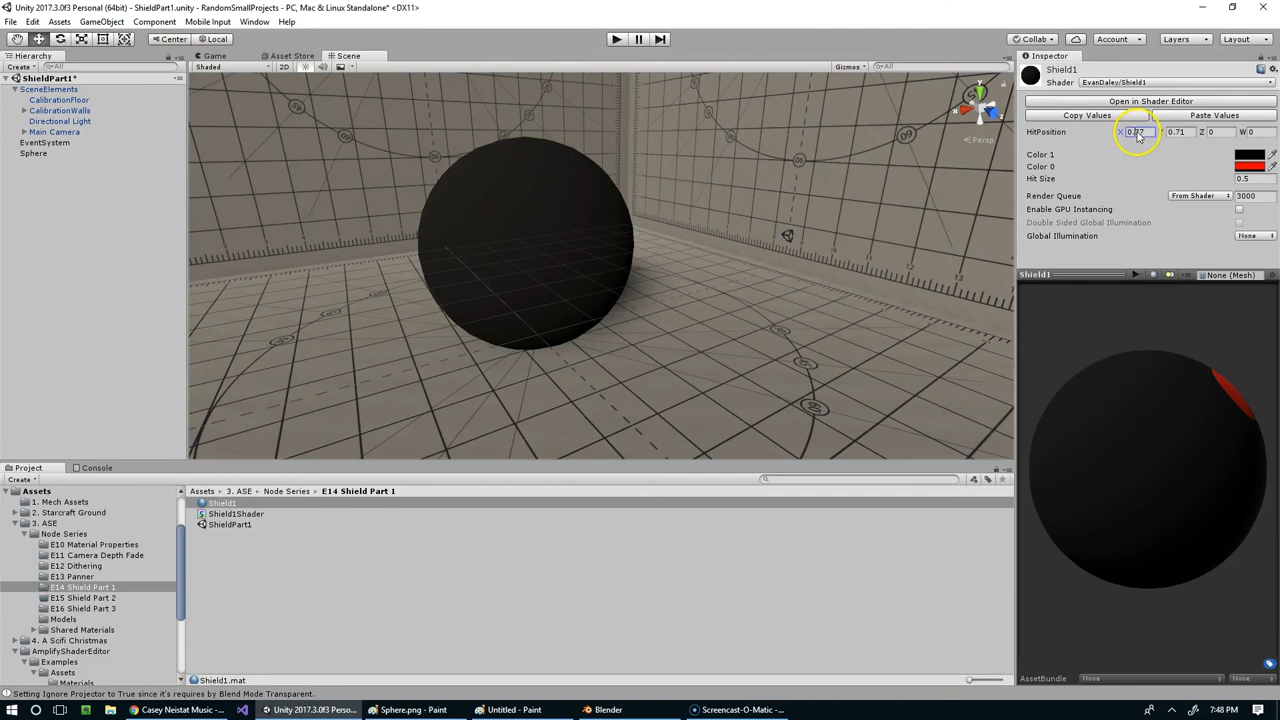 Unity 2017.3.0f3 Personal (64bit) - ShieldPart1.unity - RandomSmallProjects - PC, Mac & Linux Standalone* <DX11>
File Edit Assets GameObject Component Mobile Input Window Help
Center Local Collab Account Layers Layout
Hierarchy Game Asset Store Scene Inspector
Create All Shaded 2D Gizmos All
ShieldPart1*
SceneElements
CalibrationFloor
CalibrationWalls
Directional Light
Main Camera
EventSystem
Sphere
Persp
Shield1
Shader EvanDaley/Shield1
Open in Shader Editor
Copy Values Paste Values
HitPosition X 0.77 Y 0.71 Z 0 W 0
Color 1
Color 0
Hit Size 0.5
Render Queue From Shader 3000
Enable GPU Instancing
Double Sided Global Illumination
Global Illumination None
Shield1 None (Mesh)
Project Console
Create
Assets
1. Mech Assets
2. Starcraft Ground
3. ASE
Node Series
E10 Material Properties
E11 Camera Depth Fade
E12 Dithering
E13 Panner
E14 Shield Part 1
E15 Shield Part 2
E16 Shield Part 3
Models
Shared Materials
4. A Scifi Christmas
AmplifyShaderEditor
Examples
Assets
Materials
Assets 3. ASE Node Series E14 Shield Part 1
Shield1
Shield1Shader
ShieldPart1
Shield1.mat
AssetBundle None None
Setting Ignore Projector to True since it's requires by Blend Mode Transparent.
Casey Neistat Music -... Unity 2017.3.0f3 Perso... Sphere.png - Paint Untitled - Paint Blender Screencast-O-Matic -... 7:48 PM